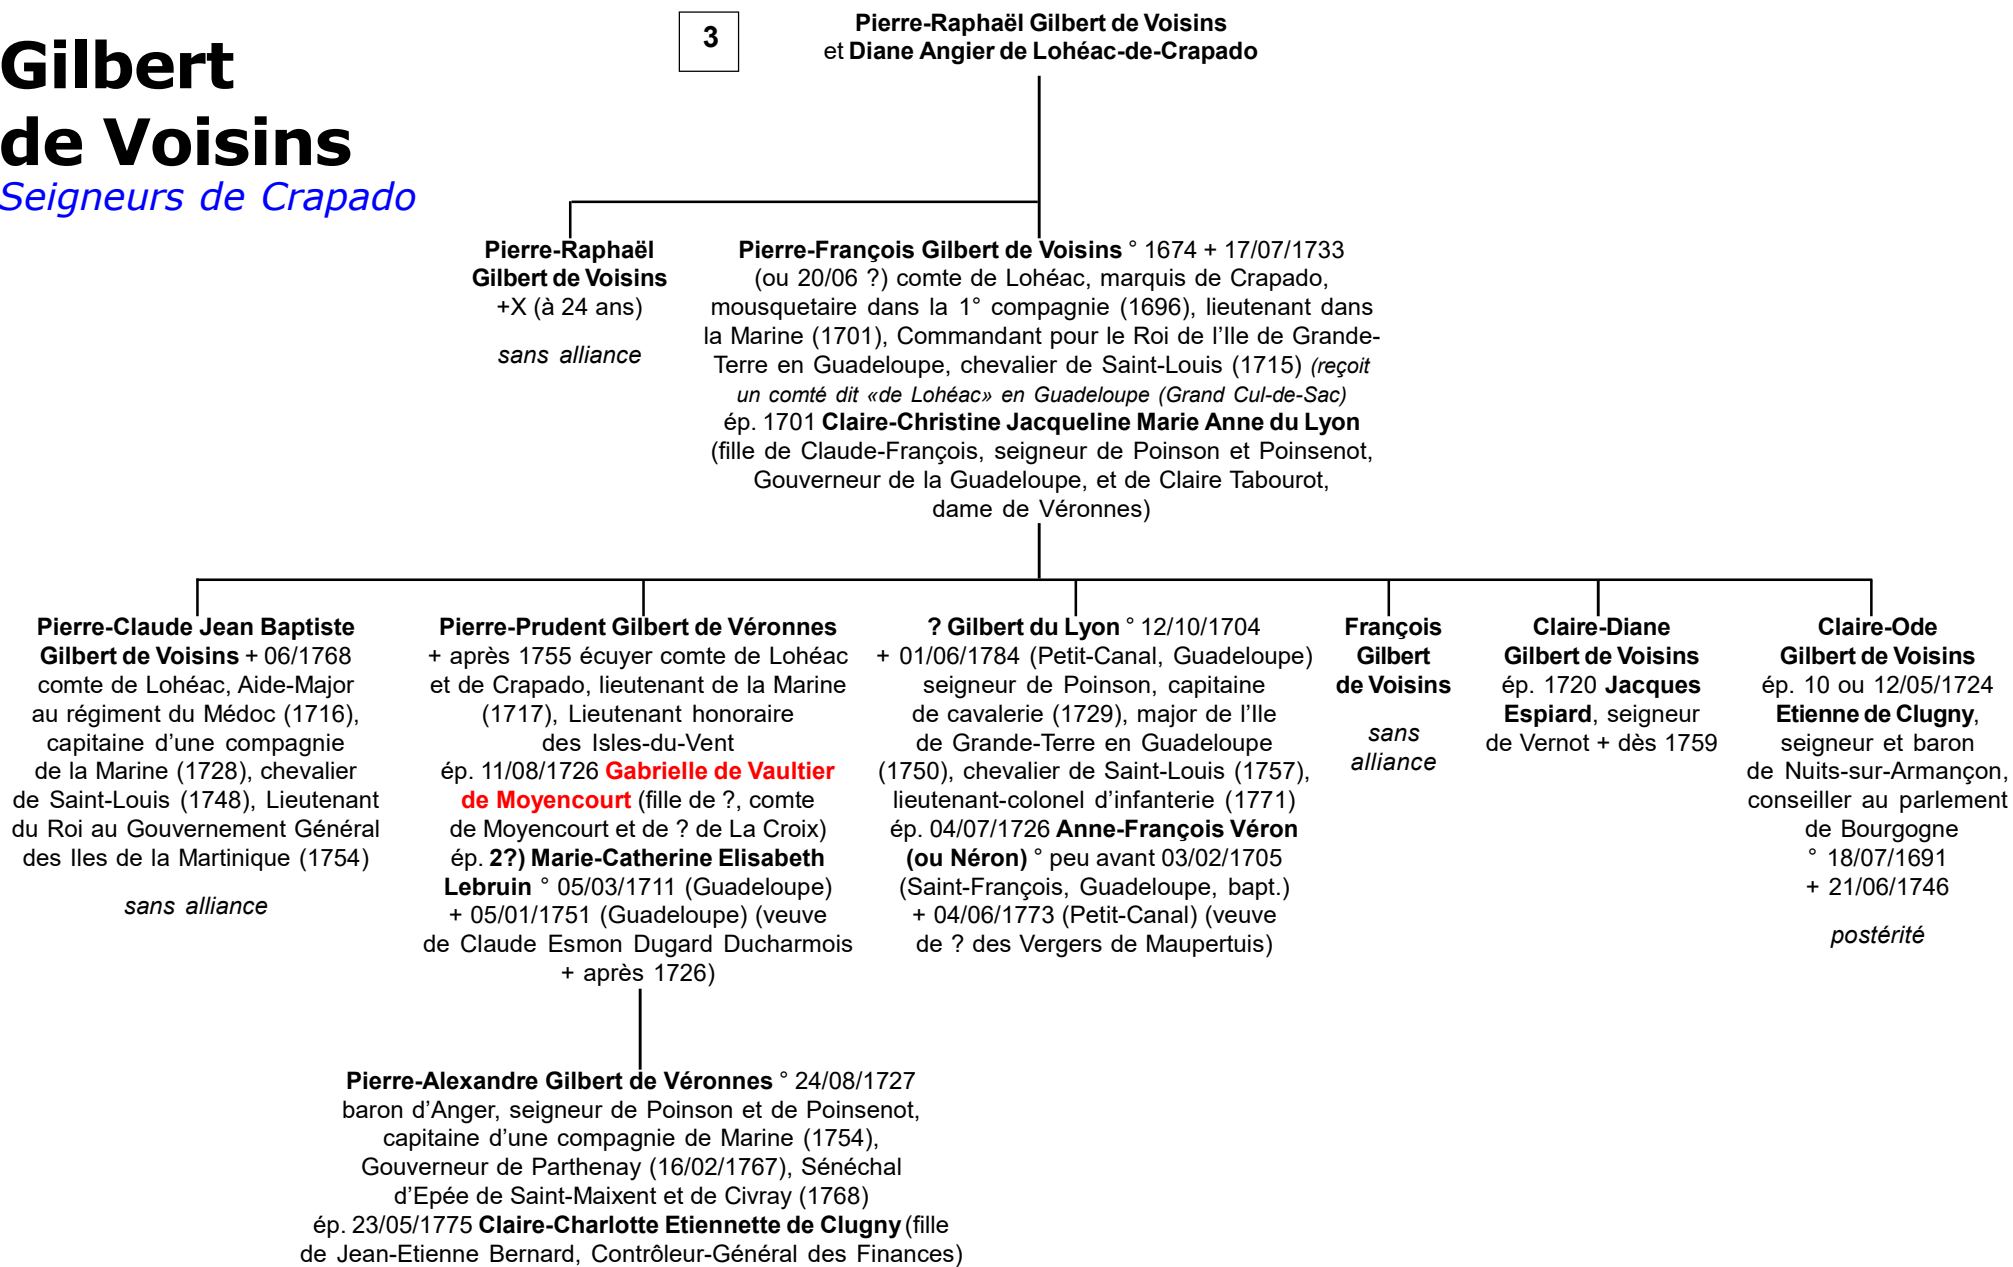 Gilbert
de Voisins
Seigneurs de Crapado
3
Pierre-Raphaël Gilbert de Voisins
et Diane Angier de Lohéac-de-Crapado
Pierre-Raphaël
Gilbert de Voisins
+X (à 24 ans)
sans alliance
Pierre-François Gilbert de Voisins ° 1674 + 17/07/1733
(ou 20/06 ?) comte de Lohéac, marquis de Crapado,
mousquetaire dans la 1° compagnie (1696), lieutenant dans
la Marine (1701), Commandant pour le Roi de l'Ile de Grande-
Terre en Guadeloupe, chevalier de Saint-Louis (1715) (reçoit
un comté dit «de Lohéac» en Guadeloupe (Grand Cul-de-Sac)
ép. 1701 Claire-Christine Jacqueline Marie Anne du Lyon
(fille de Claude-François, seigneur de Poinson et Poinsenot,
Gouverneur de la Guadeloupe, et de Claire Tabourot,
dame de Véronnes)
Pierre-Claude Jean Baptiste
Gilbert de Voisins + 06/1768
comte de Lohéac, Aide-Major
au régiment du Médoc (1716),
capitaine d'une compagnie
de la Marine (1728), chevalier
de Saint-Louis (1748), Lieutenant
du Roi au Gouvernement Général
des Iles de la Martinique (1754)
sans alliance
Pierre-Prudent Gilbert de Véronnes
+ après 1755 écuyer comte de Lohéac
et de Crapado, lieutenant de la Marine
(1717), Lieutenant honoraire
des Isles-du-Vent
ép. 11/08/1726 Gabrielle de Vaultier
de Moyencourt (fille de ?, comte
de Moyencourt et de ? de La Croix)
ép. 2?) Marie-Catherine Elisabeth
Lebruin ° 05/03/1711 (Guadeloupe)
+ 05/01/1751 (Guadeloupe) (veuve
de Claude Esmon Dugard Ducharmois
+ après 1726)
? Gilbert du Lyon ° 12/10/1704
+ 01/06/1784 (Petit-Canal, Guadeloupe)
seigneur de Poinson, capitaine
de cavalerie (1729), major de l'Ile
de Grande-Terre en Guadeloupe
(1750), chevalier de Saint-Louis (1757),
lieutenant-colonel d'infanterie (1771)
ép. 04/07/1726 Anne-François Véron
(ou Néron) ° peu avant 03/02/1705
(Saint-François, Guadeloupe, bapt.)
+ 04/06/1773 (Petit-Canal) (veuve
de ? des Vergers de Maupertuis)
François
Gilbert
de Voisins
sans
alliance
Claire-Diane
Gilbert de Voisins
ép. 1720 Jacques
Espiard, seigneur
de Vernot + dès 1759
Claire-Ode
Gilbert de Voisins
ép. 10 ou 12/05/1724
Etienne de Clugny,
seigneur et baron
de Nuits-sur-Armançon,
conseiller au parlement
de Bourgogne
° 18/07/1691
+ 21/06/1746
postérité
Pierre-Alexandre Gilbert de Véronnes ° 24/08/1727
baron d'Anger, seigneur de Poinson et de Poinsenot,
capitaine d'une compagnie de Marine (1754),
Gouverneur de Parthenay (16/02/1767), Sénéchal
d'Epée de Saint-Maixent et de Civray (1768)
ép. 23/05/1775 Claire-Charlotte Etiennette de Clugny (fille
de Jean-Etienne Bernard, Contrôleur-Général des Finances)